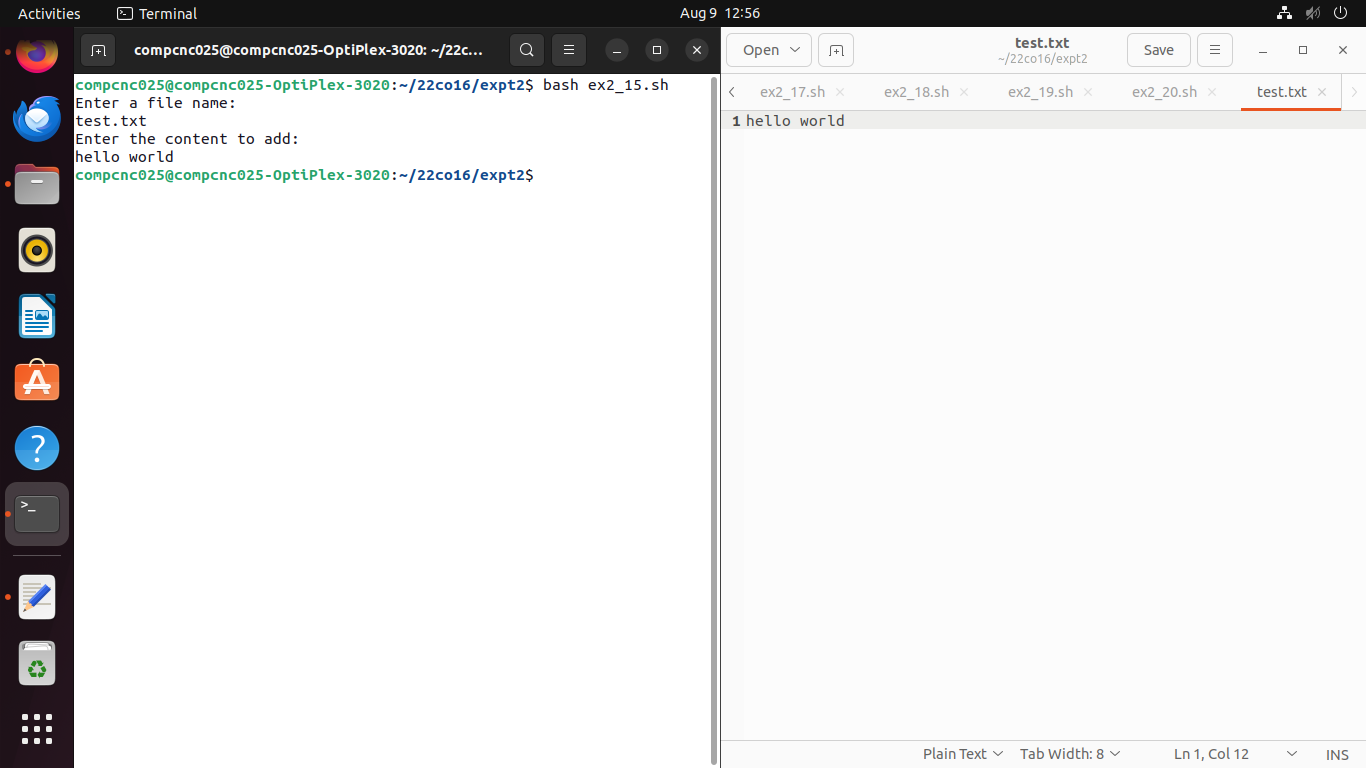 Activities
Terminal
Aug 9 12:56
compcnc025@compcnc025-OptiPlex-3020: ~/22c...
compcnc025@compcnc025-OptiPlex-3020:~/22co16/expt2$ bash ex2_15.sh
Enter a file name:
test.txt
Enter the content to add:
hello world
compcnc025@compcnc025-OptiPlex-3020:~/22co16/expt2$
Open
test.txt
~/22co16/expt2
Save
ex2_17.sh
ex2_18.sh
ex2_19.sh
ex2_20.sh
test.txt
1 hello world
Plain Text
Tab Width: 8
Ln 1, Col 12
INS